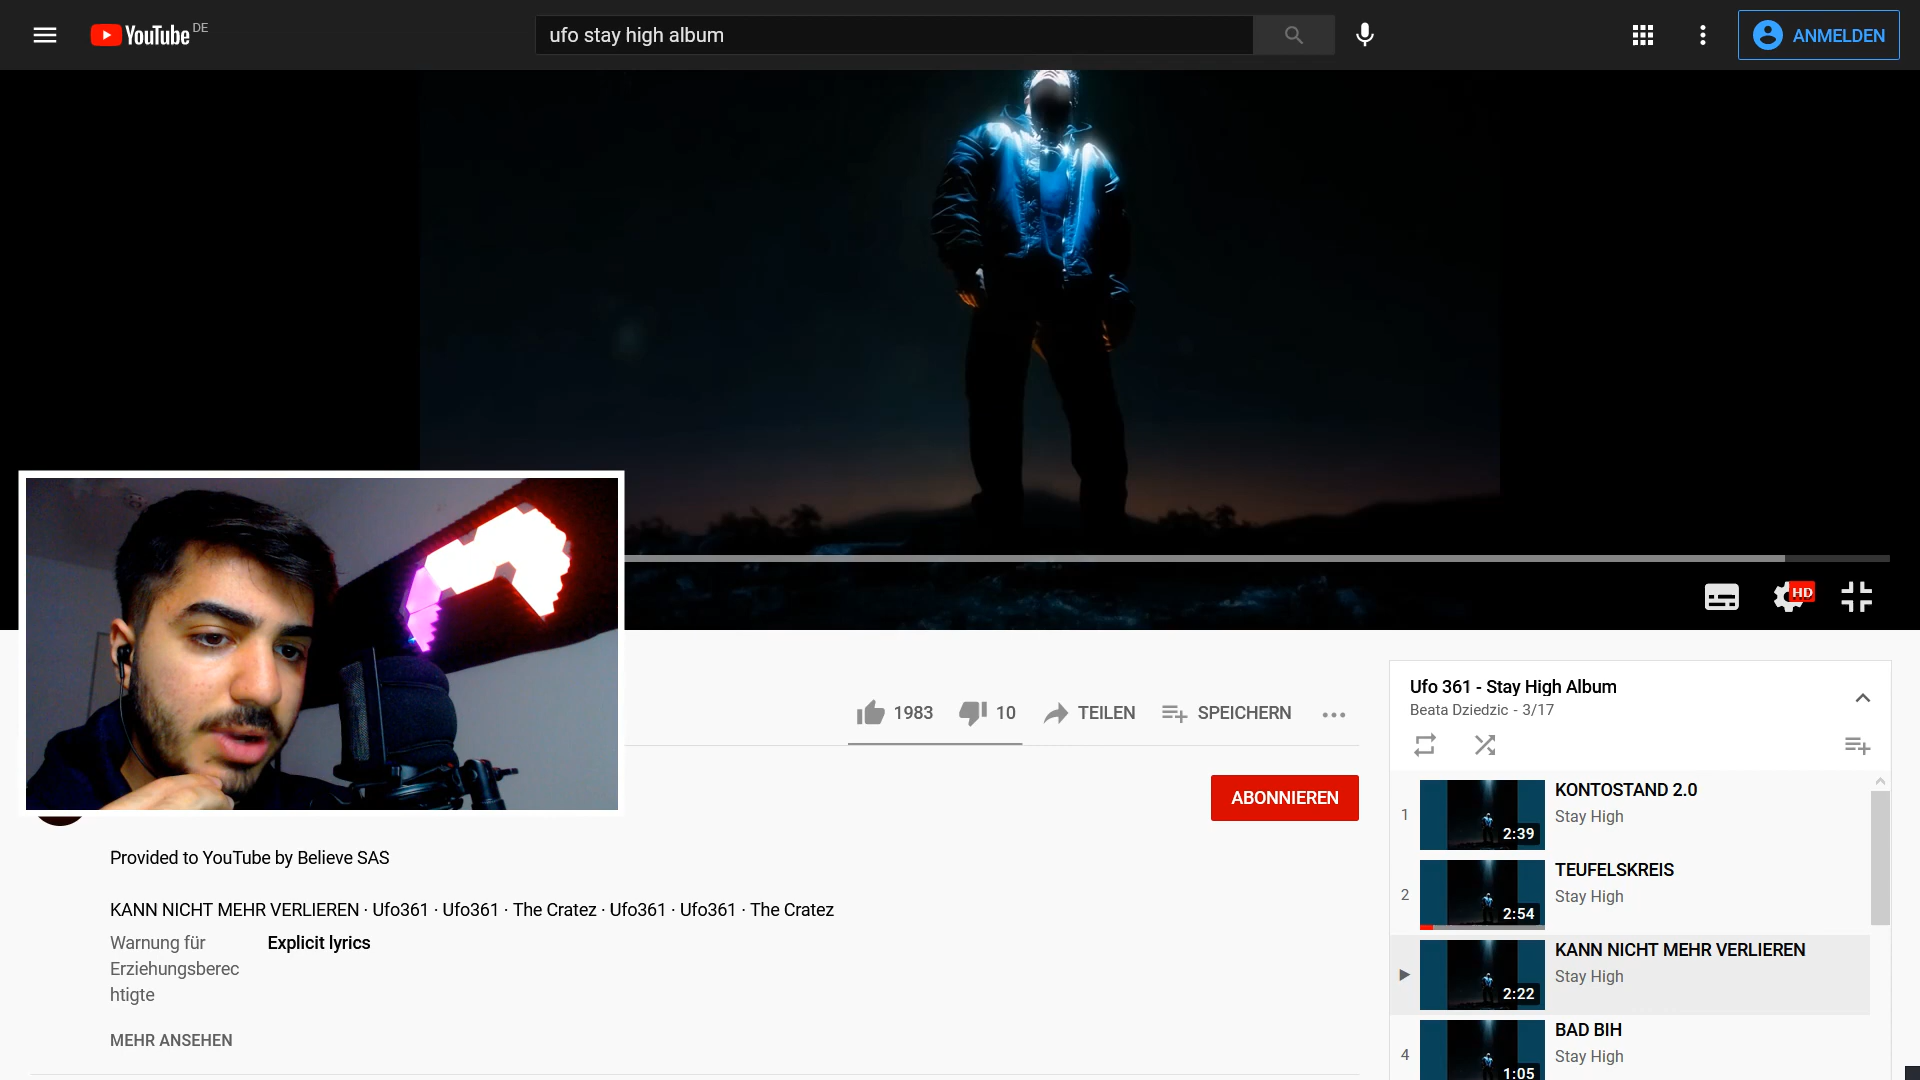 YouTube DE
ufo stay high album
ANMELDEN
HD
1983
10
TEILEN
SPEICHERN
ABONNIEREN
Provided to YouTube by Believe SAS
KANN NICHT MEHR VERLIEREN · Ufo361 · Ufo361 · The Cratez · Ufo361 · Ufo361 · The Cratez
Warnung für
Erziehungsberec
htigte
Explicit lyrics
MEHR ANSEHEN
Ufo 361 - Stay High Album
Beata Dziedzic - 3/17
1
2:39
KONTOSTAND 2.0
Stay High
2
2:54
TEUFELSKREIS
Stay High
2:22
KANN NICHT MEHR VERLIEREN
Stay High
4
1:05
BAD BIH
Stay High